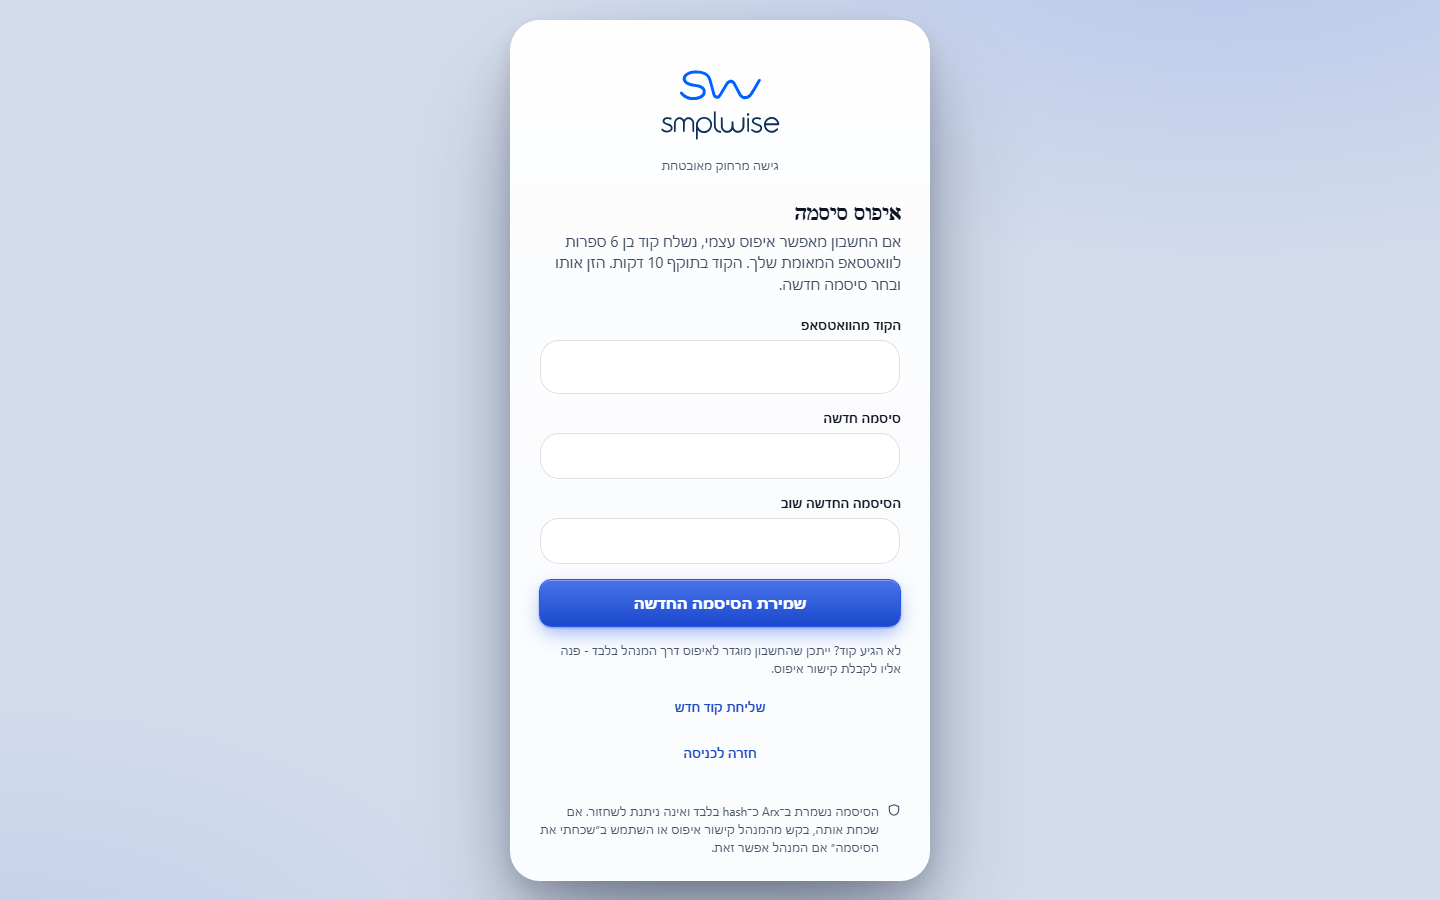 sw
smplwise
גישה מרחוק מאובטחת
איפוס סיסמה
אם החשבון מאפשר איפוס עצמי, נשלח קוד בן 6 ספרות
לוואטסאפ המאומת שלך. הקוד בתוקף 10 דקות. הזן אותו
ובחר סיסמה חדשה.
הקוד מהוואטסאפ
סיסמה חדשה
הסיסמה החדשה שוב
שמירת הסיסמה החדשה
לא הגיע קוד? ייתכן שהחשבון מוגדר לאיפוס דרך המנהל בלבד - פנה
אליו לקבלת קישור איפוס.
שליחת קוד חדש
חזרה לכניסה
הסיסמה נשמרת ב־Arx כ־hash בלבד ואינה ניתנת לשחזור. אם
שכחת אותה, בקש מהמנהל קישור איפוס או השתמש ב״שכחתי את
הסיסמה״ אם המנהל אפשר זאת.